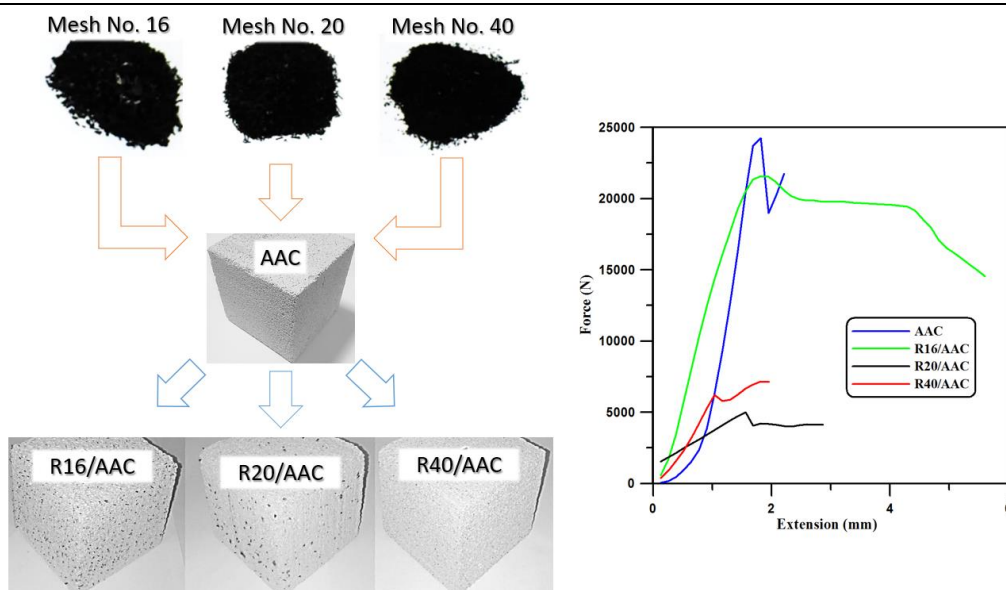 Mesh No. 16 Mesh No. 20 Mesh No. 40
AAC
R16/AAC R20/AAC R40/AAC
25000
20000
15000
10000
5000
0
Force (N)
AAC
R16/AAC
R20/AAC
R40/AAC
0 2 4 6
Extension (mm)